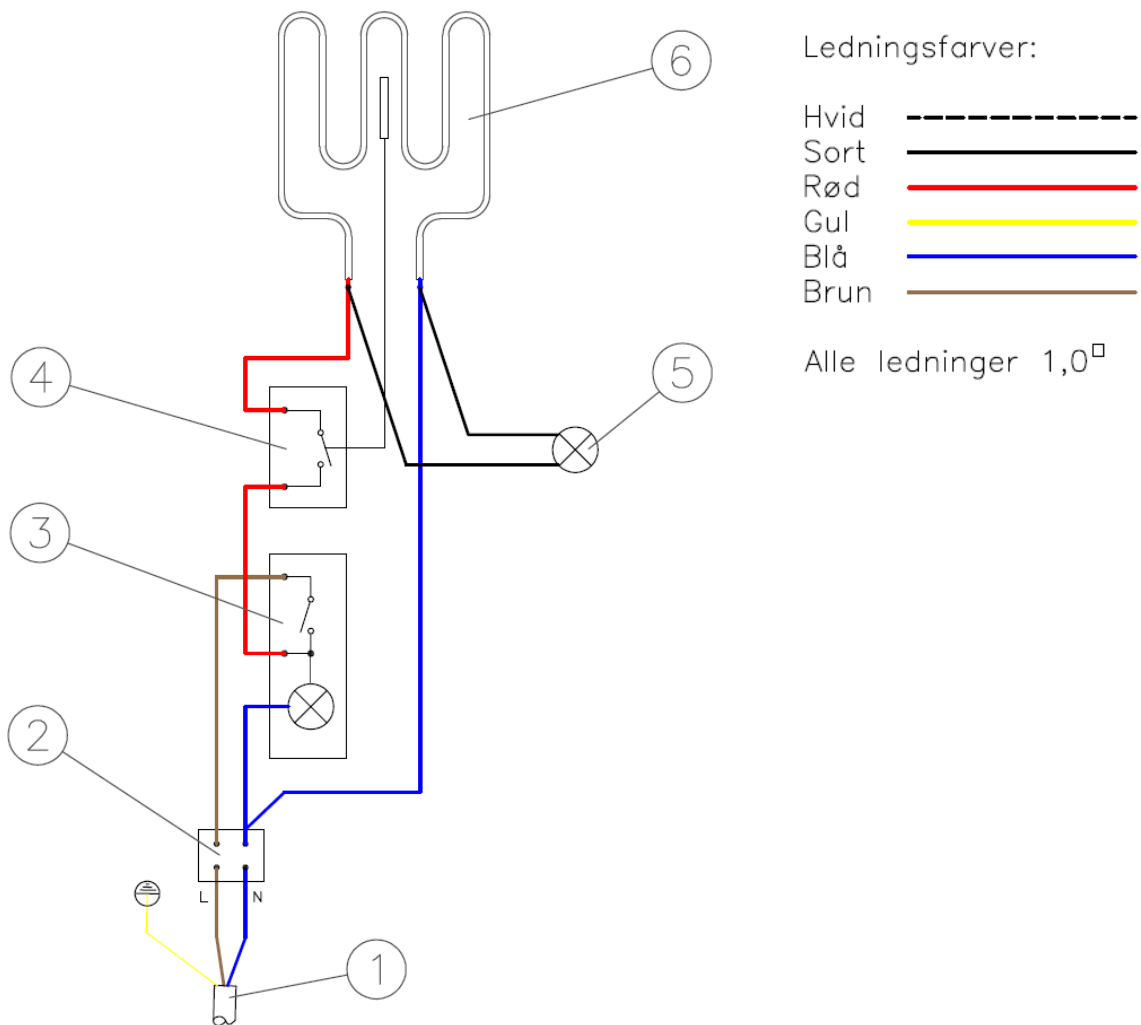 6
Ledningsfarver:
Hvid
Sort
Rød
Gul
Blå
Brun
Alle ledninger 1,0□
4
5
3
2
L N
1